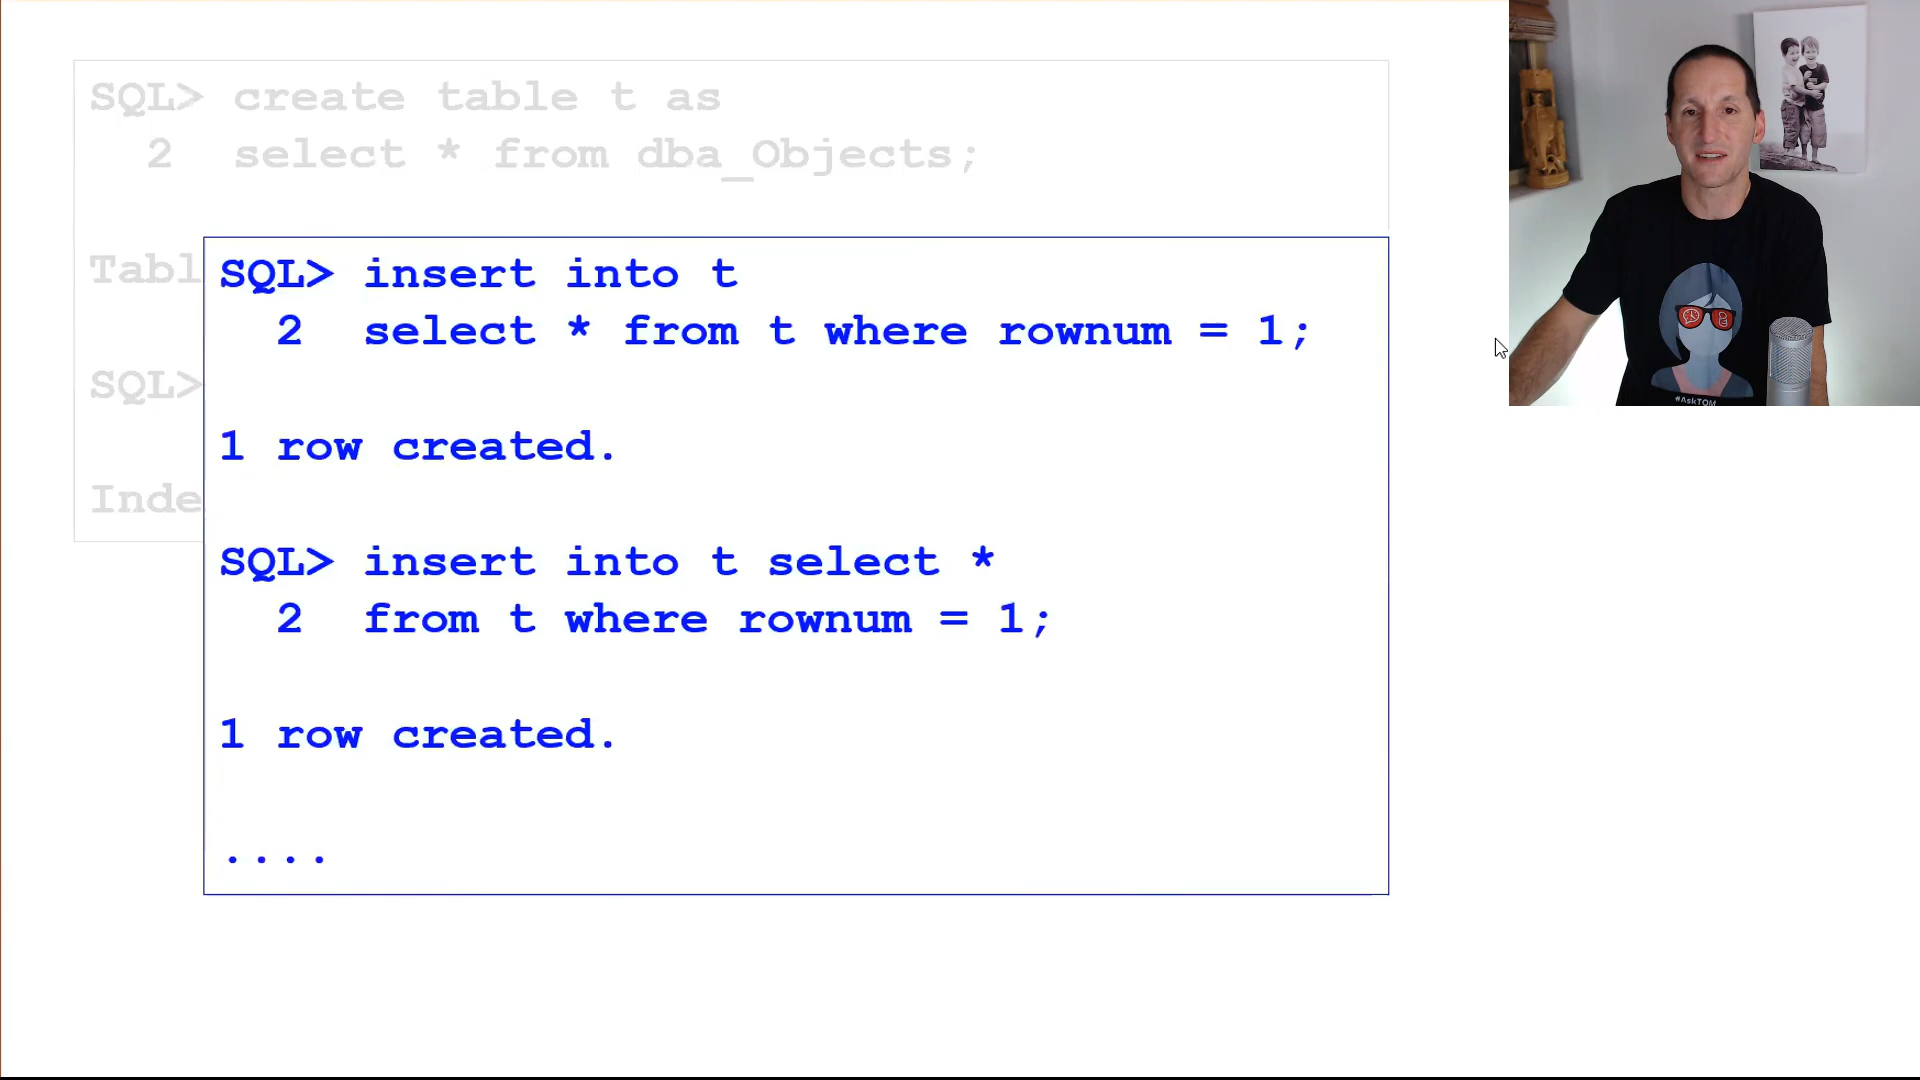 SQL> create table t as
2 select * from dba_Objects;
Tabl
SQL>
Inde
SQL> insert into t
2 select * from t where rownum = 1;
1 row created.
SQL> insert into t select *
2 from t where rownum = 1;
1 row created.
....
#AskTOM